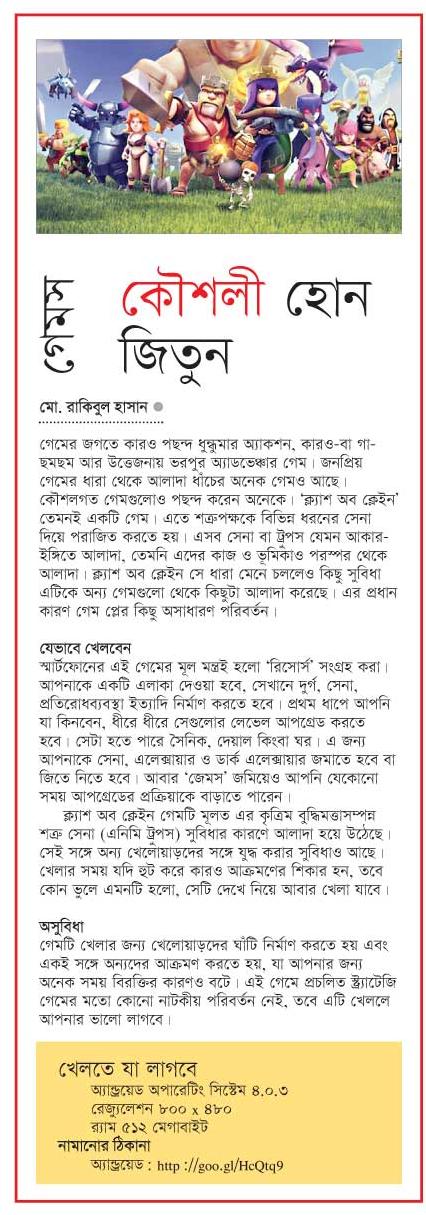 গেমস
কৌশলী হোন
জিতুন
মো. রাকিবুল হাসান
গেমের জগতে কারও পছন্দ ধুন্ধুমার অ্যাকশন, কারও-বা গা-
ছমছম আর উত্তেজনায় ভরপুর অ্যাডভেঞ্চার গেম। জনপ্রিয়
গেমের ধারা থেকে আলাদা ধাঁচের অনেক গেমও আছে।
কৌশলগত গেমগুলোও পছন্দ করেন অনেকে। ‘ক্ল্যাশ অব ক্লেইন’
তেমনই একটি গেম। এতে শত্রুপক্ষকে বিভিন্ন ধরনের সেনা
দিয়ে পরাজিত করতে হয়। এসব সেনা বা ট্রুপস যেমন আকার-
ইঙ্গিতে আলাদা, তেমনি এদের কাজ ও ভূমিকাও পরস্পর থেকে
আলাদা। ক্ল্যাশ অব ক্লেইন সে ধারা মেনে চললেও কিছু সুবিধা
এটিকে অন্য গেমগুলো থেকে কিছুটা আলাদা করেছে। এর প্রধান
কারণ গেম প্লের কিছু অসাধারণ পরিবর্তন।
যেভাবে খেলবেন
স্মার্টফোনের এই গেমের মূল মন্ত্রই হলো ‘রিসোর্স’ সংগ্রহ করা।
আপনাকে একটি এলাকা দেওয়া হবে, সেখানে দুর্গ, সেনা,
প্রতিরোধব্যবস্থা ইত্যাদি নির্মাণ করতে হবে। প্রথম ধাপে আপনি
যা কিনবেন, ধীরে ধীরে সেগুলোর লেভেল আপগ্রেড করতে
হবে। সেটা হতে পারে সৈনিক, দেয়াল কিংবা ঘর। এ জন্য
আপনাকে সেনা, এলেক্সায়ার ও ডার্ক এলেক্সায়ার জমাতে হবে বা
জিতে নিতে হবে। আবার ‘জেমস’ জমিয়েও আপনি যেকোনো
সময় আপগ্রেডের প্রক্রিয়াকে বাড়াতে পারেন।
ক্ল্যাশ অব ক্লেইন গেমটি মূলত এর কৃত্রিম বুদ্ধিমত্তাসম্পন্ন
শত্রু সেনা (এনিমি ট্রুপস) সুবিধার কারণে আলাদা হয়ে উঠেছে।
সেই সঙ্গে অন্য খেলোয়াড়দের সঙ্গে যুদ্ধ করার সুবিধাও আছে।
খেলার সময় যদি হুট করে কারও আক্রমণের শিকার হন, তবে
কোন ভুলে এমনটি হলো, সেটি দেখে নিয়ে আবার খেলা যাবে।
অসুবিধা
গেমটি খেলার জন্য খেলোয়াড়দের ঘাঁটি নির্মাণ করতে হয় এবং
একই সঙ্গে অন্যদের আক্রমণ করতে হয়, যা আপনার জন্য
অনেক সময় বিরক্তির কারণও বটে। এই গেমে প্রচলিত স্ট্র্যাটেজি
গেমের মতো কোনো নাটকীয় পরিবর্তন নেই, তবে এটি খেললে
আপনার ভালো লাগবে।
খেলতে যা লাগবে
অ্যান্ড্রয়েড অপারেটিং সিস্টেম ৪.০.৩
রেজ্যুলেশন ৮০০ x ৪৮০
র‍্যাম ৫১২ মেগাবাইট
নামানোর ঠিকানা
অ্যান্ড্রয়েড : http ://goo.gl/HcQtq9